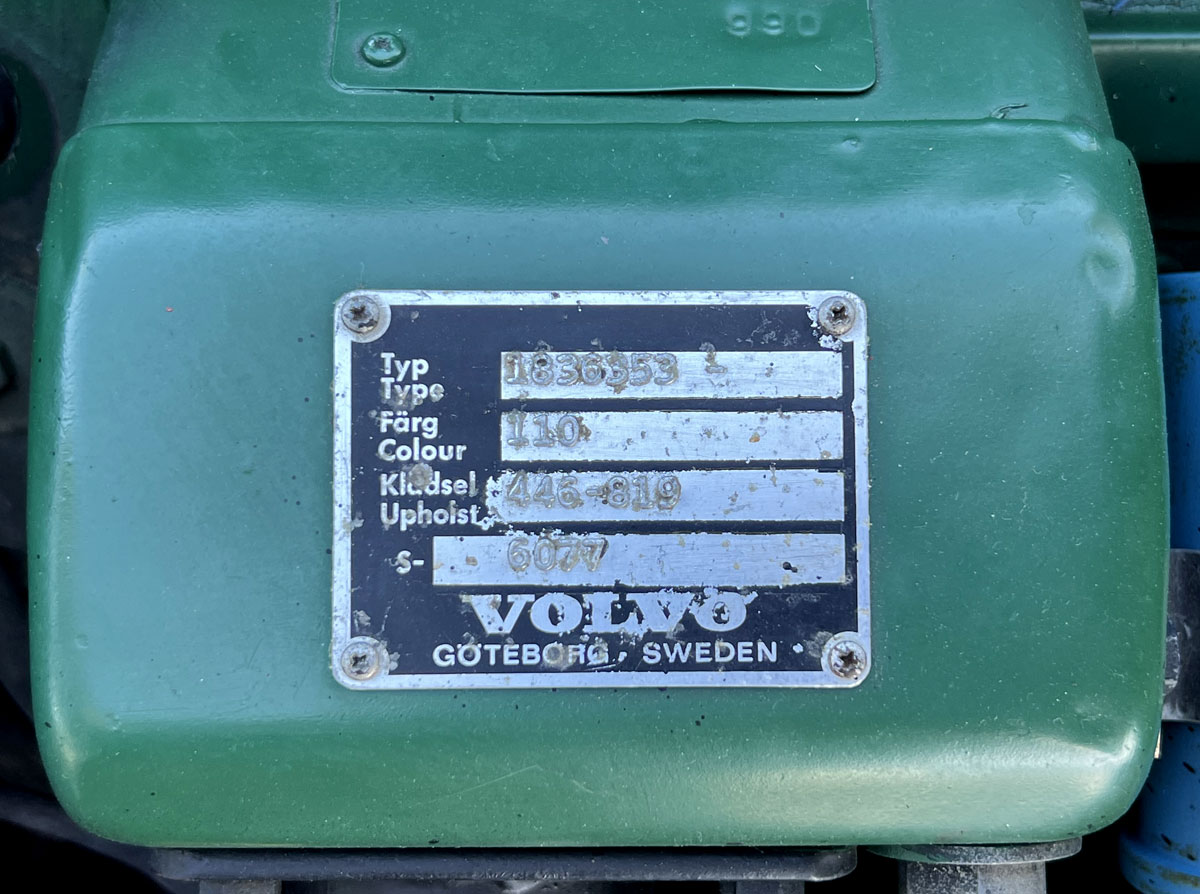 990
Typ 1836353 -
Type
Färg 110
Colour
Klädsel 446-819
Upholst.
S- 6077
VOLVO
GÖTEBORG · SWEDEN